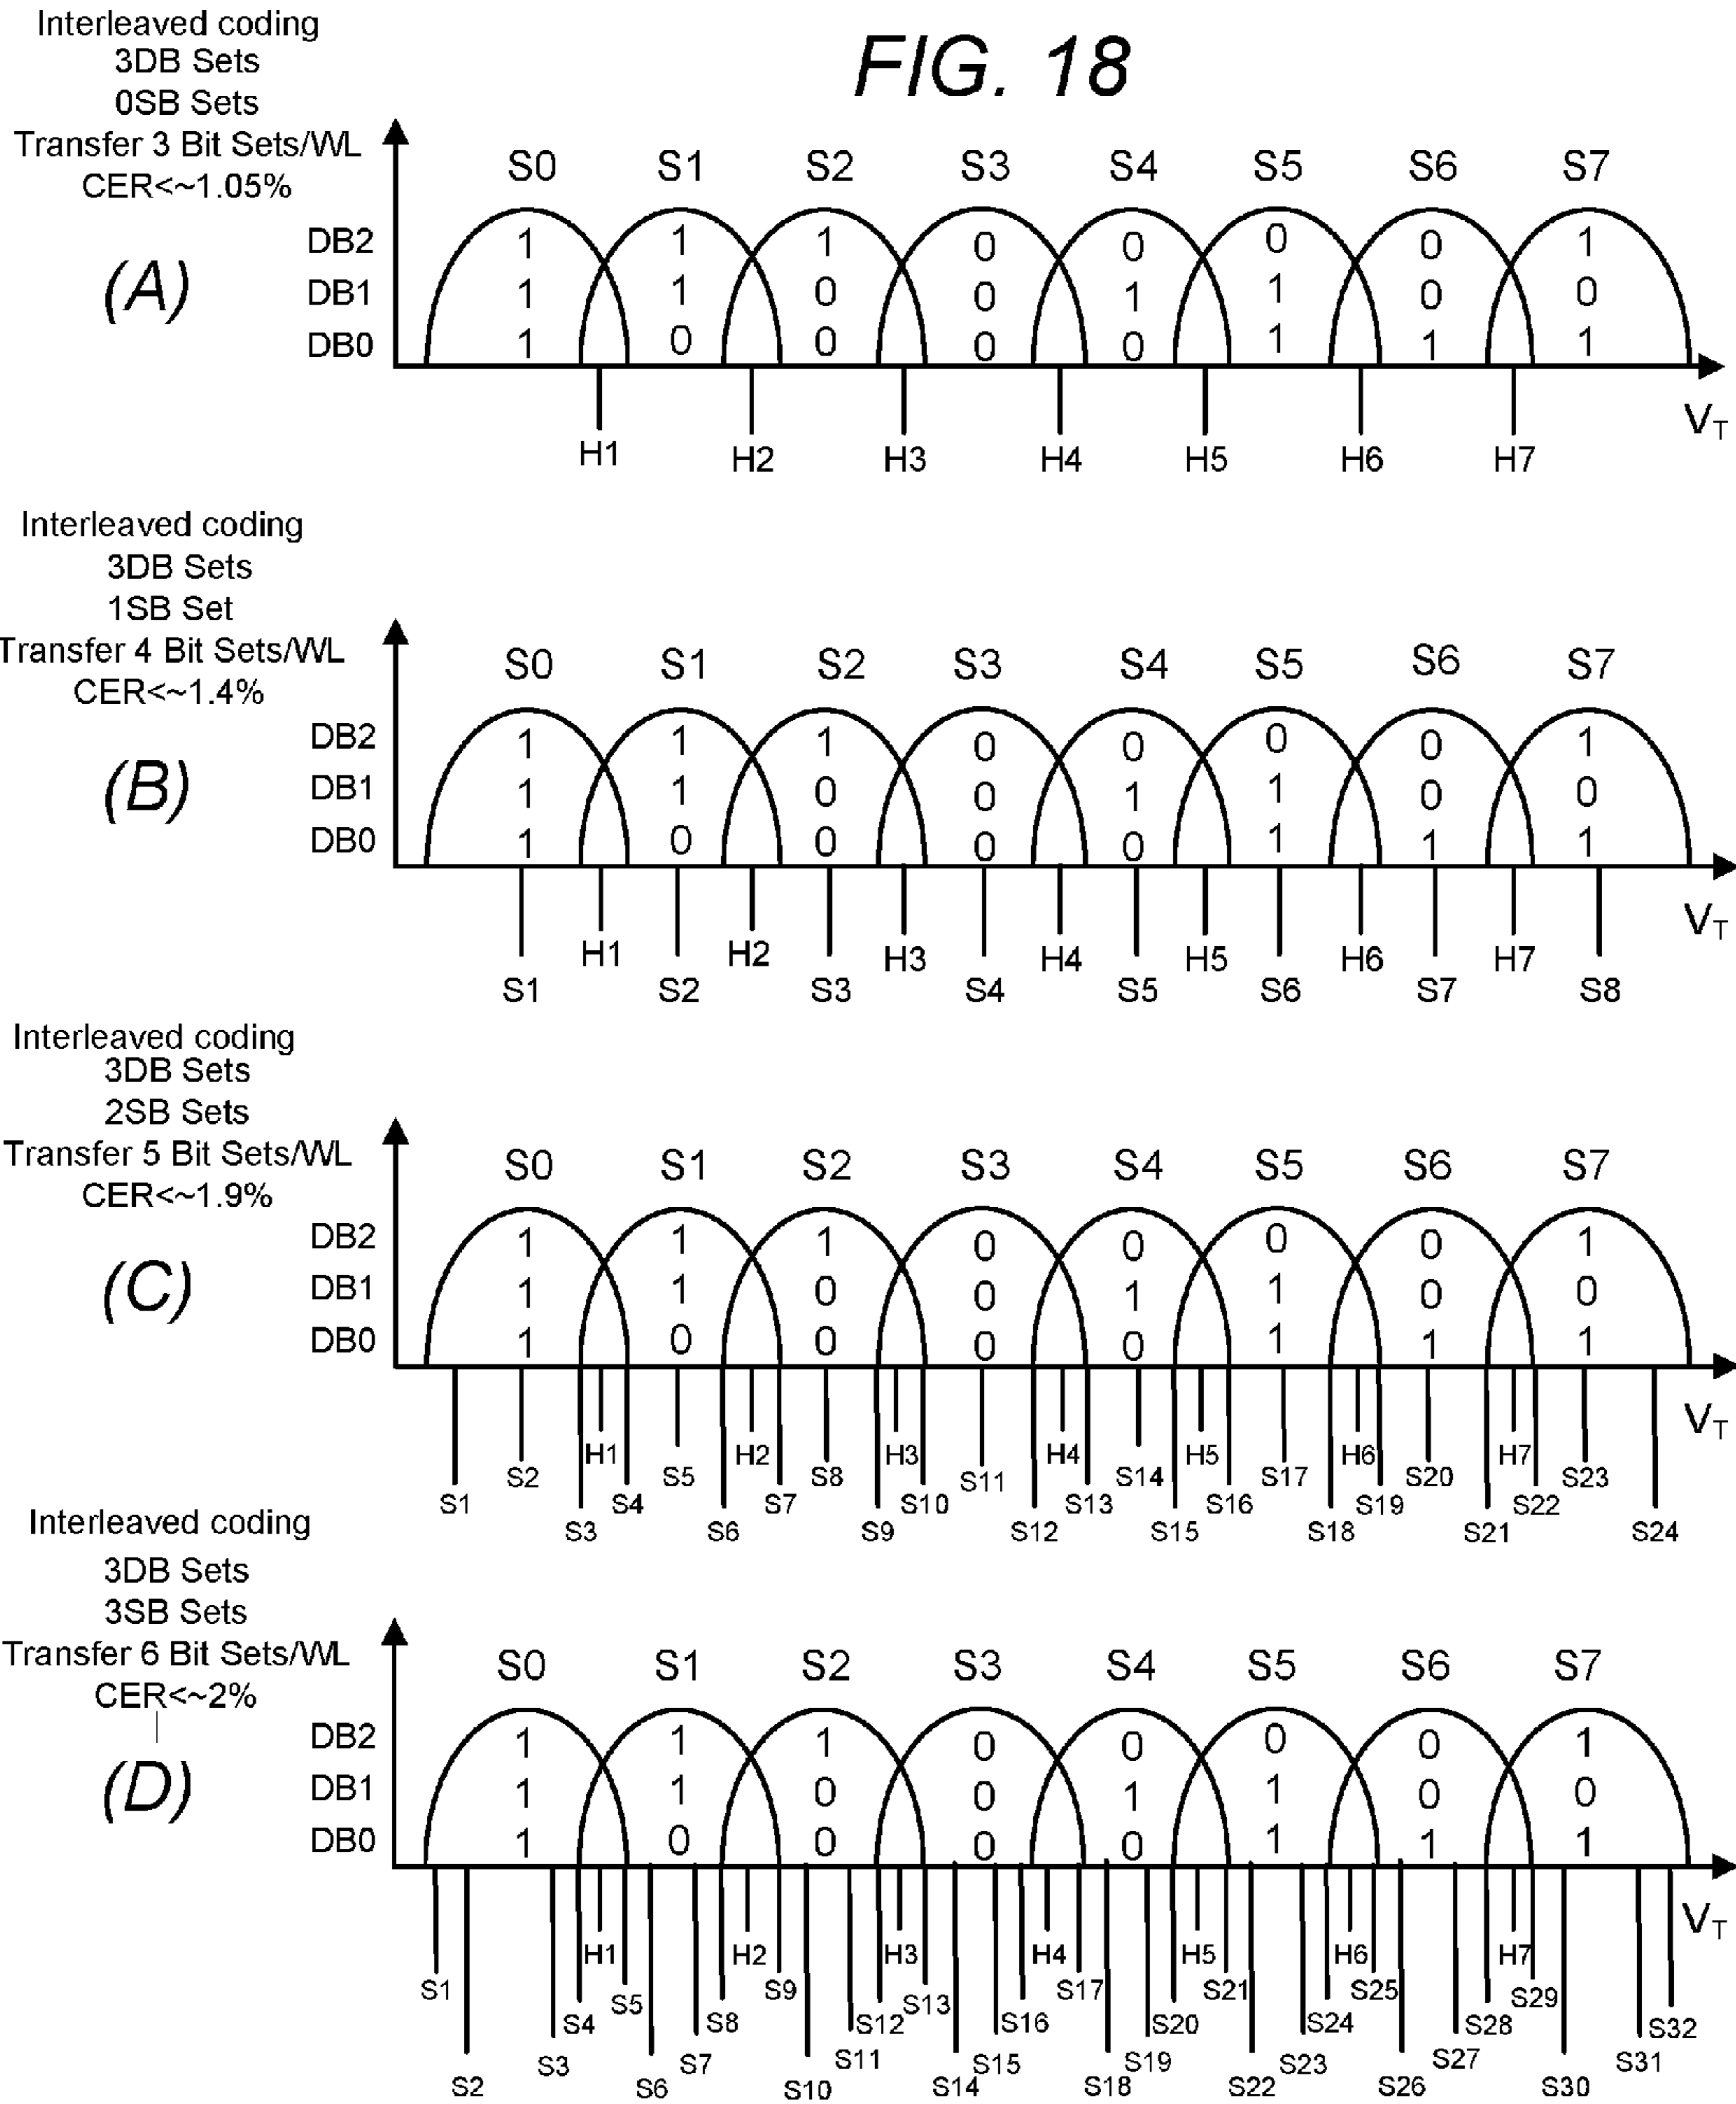 FIG. 18
Interleaved coding
3DB Sets
0SB Sets
Transfer 3 Bit Sets/WL
CER<~1.05%
(A)
S0 S1 S2 S3 S4 S5 S6 S7
DB2 1 1 1 0 0 0 0 1
DB1 1 1 0 0 1 1 0 0
DB0 1 0 0 0 0 1 1 1
VT
H1 H2 H3 H4 H5 H6 H7
Interleaved coding
3DB Sets
1SB Set
Transfer 4 Bit Sets/WL
CER<~1.4%
(B)
S0 S1 S2 S3 S4 S5 S6 S7
DB2 1 1 1 0 0 0 0 1
DB1 1 1 0 0 1 1 0 0
DB0 1 0 0 0 0 1 1 1
VT
H1 H2 H3 H4 H5 H6 H7
S1 S2 S3 S4 S5 S6 S7 S8
Interleaved coding
3DB Sets
2SB Sets
Transfer 5 Bit Sets/WL
CER<~1.9%
(C)
S0 S1 S2 S3 S4 S5 S6 S7
DB2 1 1 1 0 0 0 0 1
DB1 1 1 0 0 1 1 0 0
DB0 1 0 0 0 0 1 1 1
VT
H1 H2 H3 H4 H5 H6 H7
S2 S5 S8 S11 S14 S17 S20 S23
S1 S4 S7 S10 S13 S16 S19 S22
S3 S6 S9 S12 S15 S18 S21 S24
Interleaved coding
3DB Sets
3SB Sets
Transfer 6 Bit Sets/WL
CER<~2%
(D)
S0 S1 S2 S3 S4 S5 S6 S7
DB2 1 1 1 0 0 0 0 1
DB1 1 1 0 0 1 1 0 0
DB0 1 0 0 0 0 1 1 1
VT
H1 H2 H3 H4 H5 H6 H7
S1 S5 S9 S13 S17 S21 S25 S29
S4 S8 S12 S16 S20 S24 S28 S32
S3 S7 S11 S15 S19 S23 S27 S31
S2 S6 S10 S14 S18 S22 S26 S30